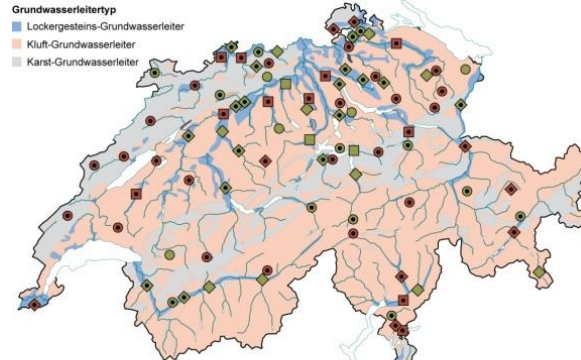 Grundwasserleitertyp
Lockergesteins-Grundwasserleiter
Kluft-Grundwasserleiter
Karst-Grundwasserleiter